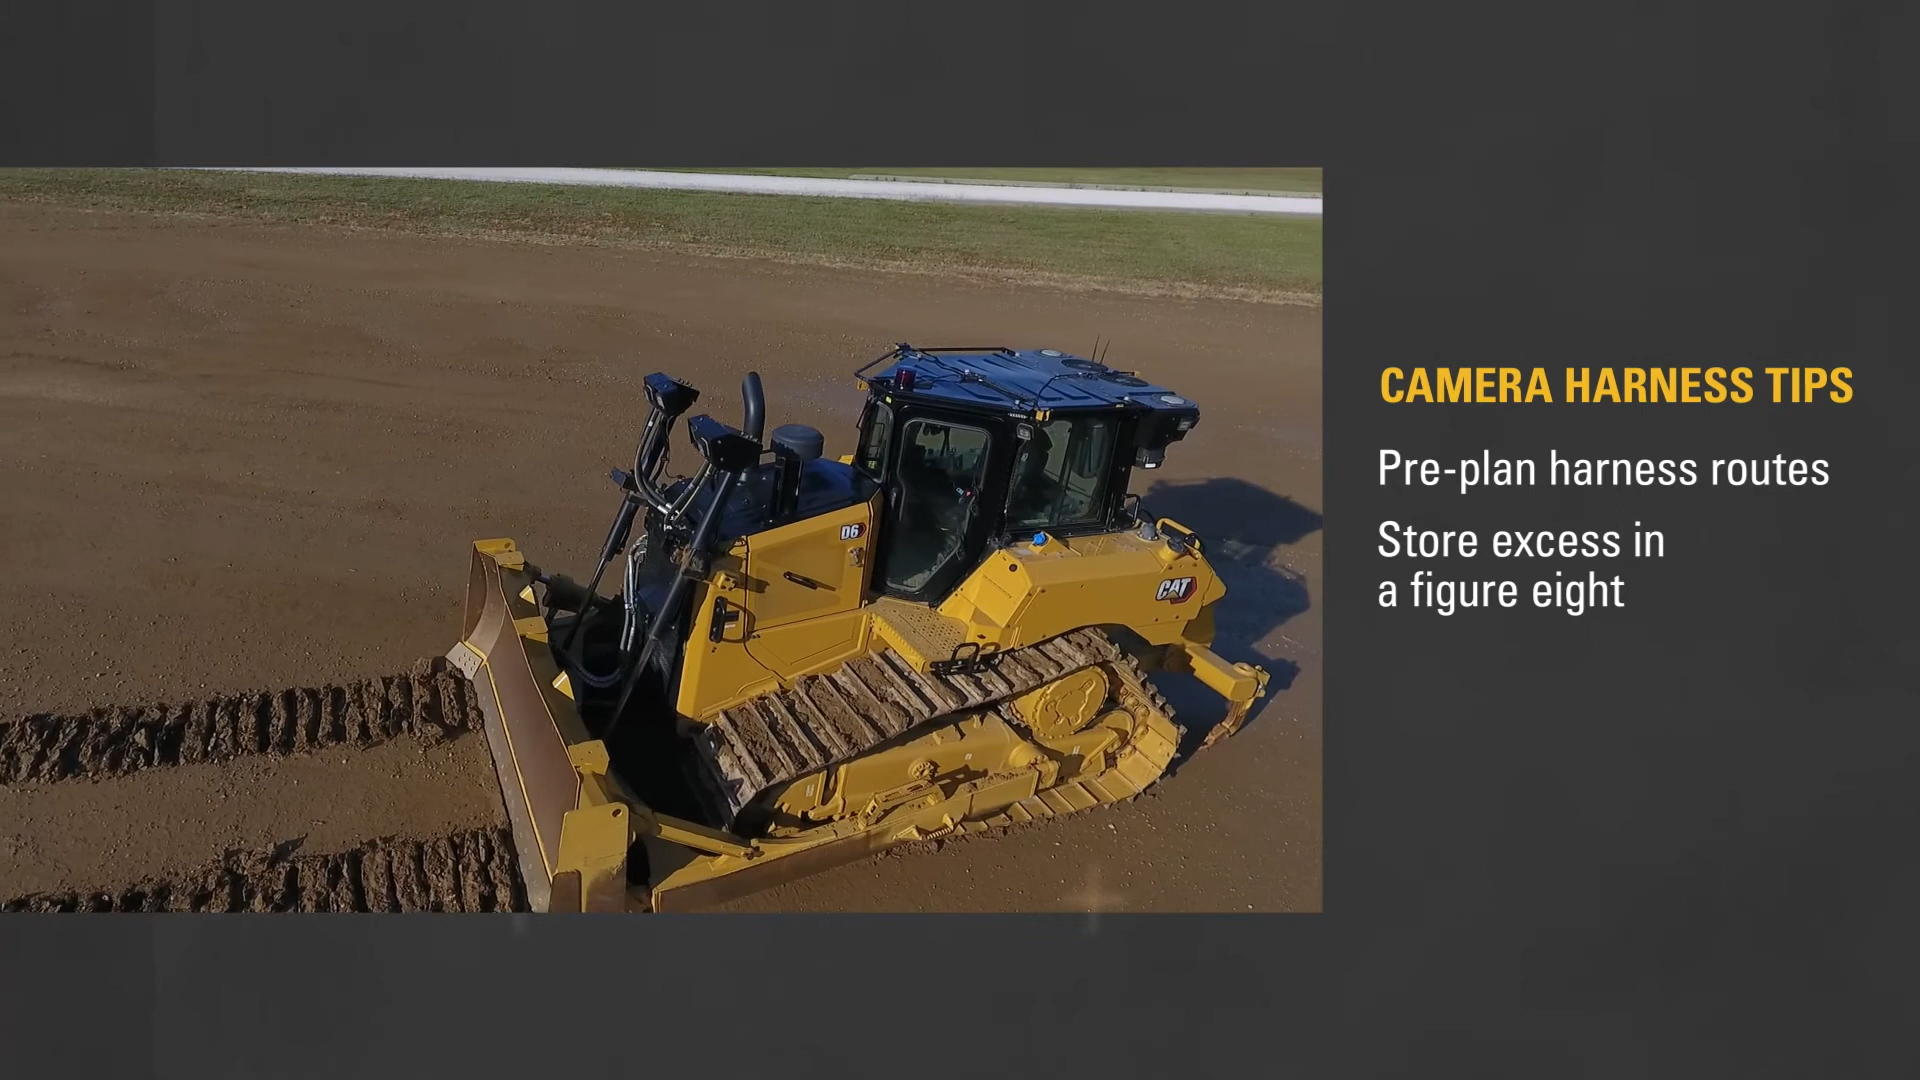 CAMERA HARNESS TIPS
Pre-plan harness routes
Store excess in
a figure eight
D6
CAT